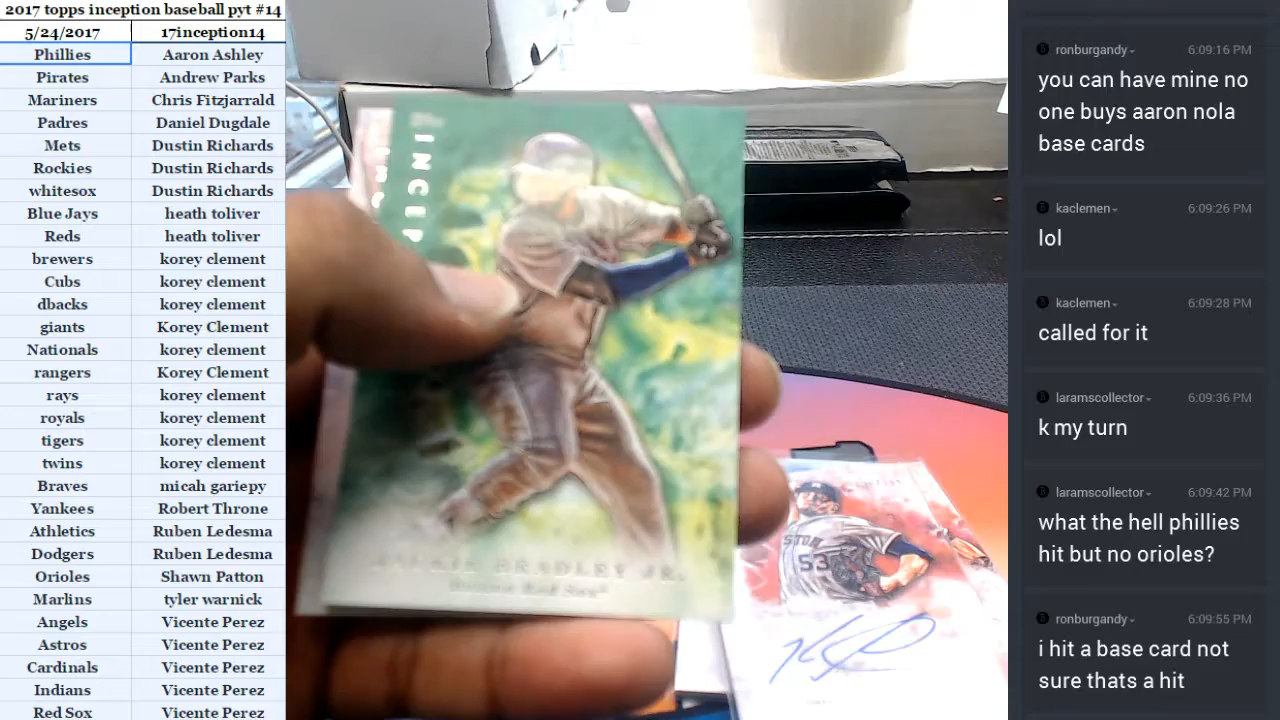 2017 topps inception baseball pyt #14
5/24/2017 17inception14
Phillies Aaron Ashley
Pirates Andrew Parks
Mariners Chris Fitzjarrald
Padres Daniel Dugdale
Mets Dustin Richards
Rockies Dustin Richards
whitesox Dustin Richards
Blue Jays heath toliver
Reds heath toliver
brewers korey clement
Cubs korey clement
dbacks korey clement
giants Korey Clement
Nationals korey clement
rangers Korey Clement
rays korey clement
royals korey clement
tigers korey clement
twins korey clement
Braves micah gariepy
Yankees Robert Throne
Athletics Ruben Ledesma
Dodgers Ruben Ledesma
Orioles Shawn Patton
Marlins tyler warnick
Angels Vicente Perez
Astros Vicente Perez
Cardinals Vicente Perez
Indians Vicente Perez
Red Sox Vicente Perez
INCEP
BRADLEY JR.
Boston Red Sox
STON
53
ronburgandy 6:09:16 PM
you can have mine no
one buys aaron nola
base cards
kaclemen 6:09:26 PM
lol
kaclemen 6:09:28 PM
called for it
laramscollector 6:09:36 PM
k my turn
laramscollector 6:09:42 PM
what the hell phillies
hit but no orioles?
ronburgandy 6:09:55 PM
i hit a base card not
sure thats a hit